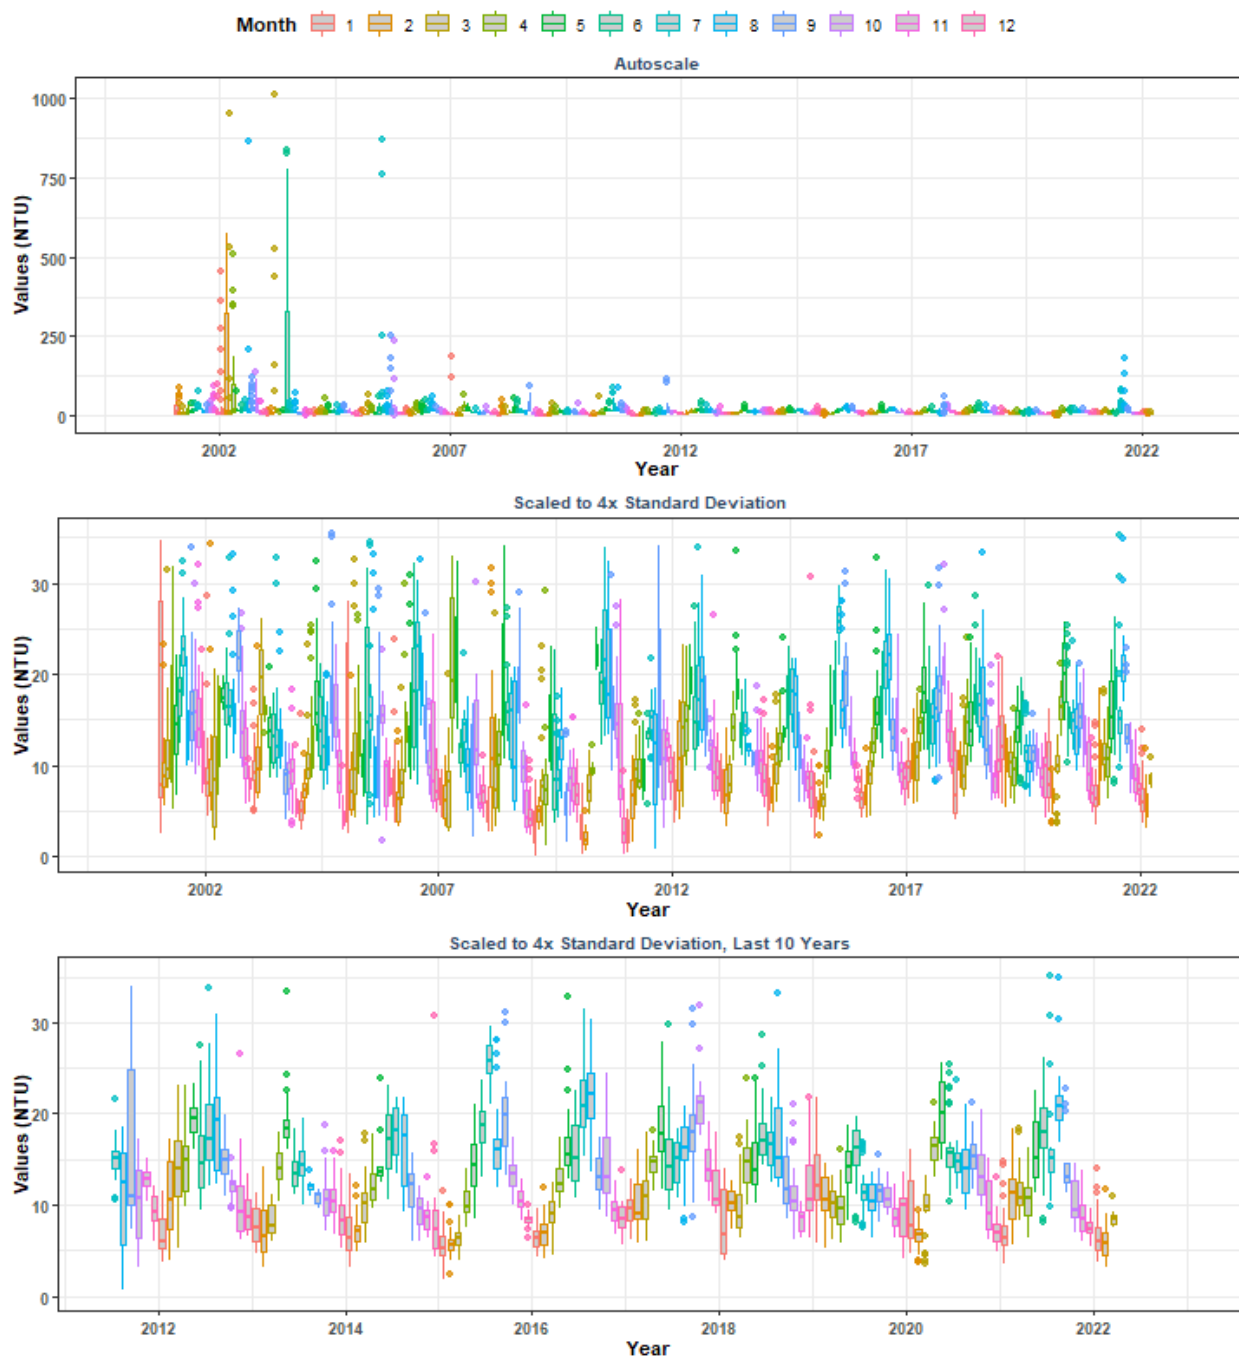 Month 1 2 3 4 5 6 7 8 9 10 11 12
Autoscale
Values (NTU)
1000
750
500
250
0
2002 2007 2012 2017 2022
Year
Scaled to 4x Standard Deviation
Values (NTU)
30
20
10
0
2002 2007 2012 2017 2022
Year
Scaled to 4x Standard Deviation, Last 10 Years
Values (NTU)
30
20
10
0
2012 2014 2016 2018 2020 2022
Year